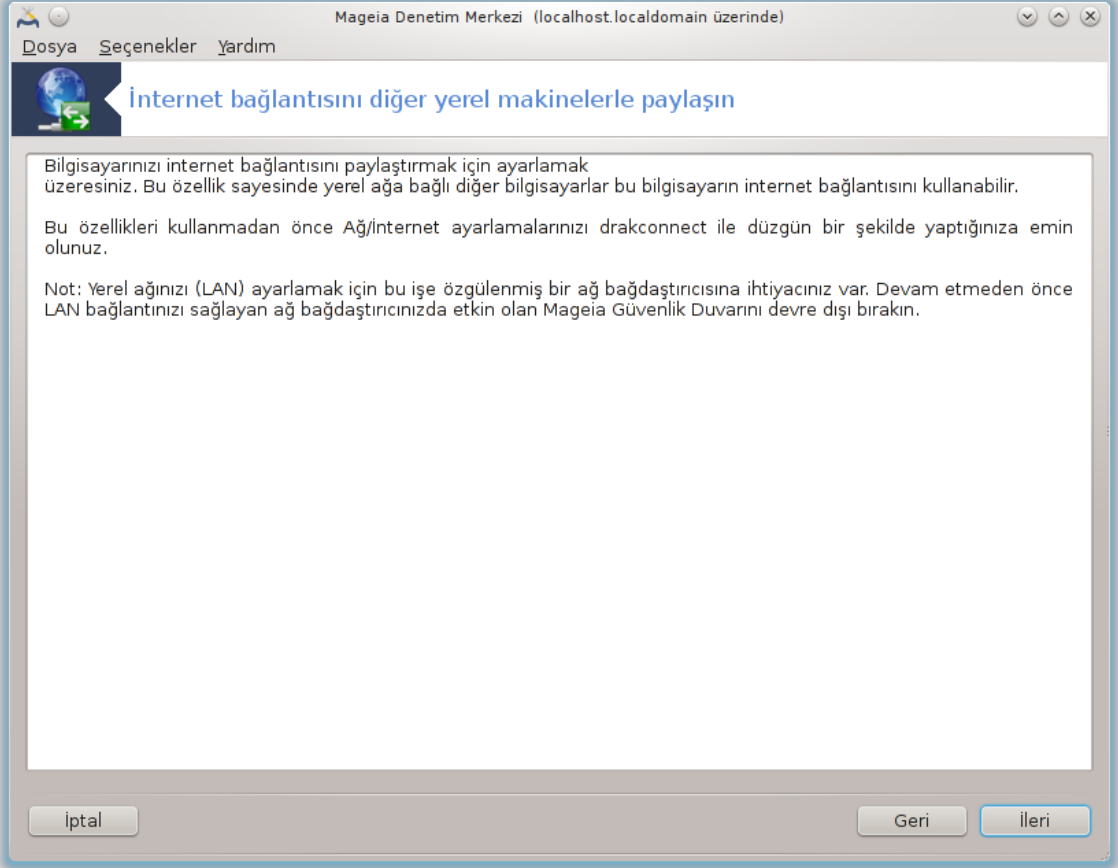 Mageia Denetim Merkezi (localhost.localdomain üzerinde)
Dosya Seçenekler Yardım
İnternet bağlantısını diğer yerel makinelerle paylaşın
Bilgisayarınızı internet bağlantısını paylaştırmak için ayarlamak
üzeresiniz. Bu özellik sayesinde yerel ağa bağlı diğer bilgisayarlar bu bilgisayarın internet bağlantısını kullanabilir.
Bu özellikleri kullanmadan önce Ağ/İnternet ayarlamalarınızı drakconnect ile düzgün bir şekilde yaptığınıza emin
olunuz.
Not: Yerel ağınızı (LAN) ayarlamak için bu işe özgülenmiş bir ağ bağdaştırıcısına ihtiyacınız var. Devam etmeden önce
LAN bağlantınızı sağlayan ağ bağdaştırıcınızda etkin olan Mageia Güvenlik Duvarını devre dışı bırakın.
İptal Geri İleri